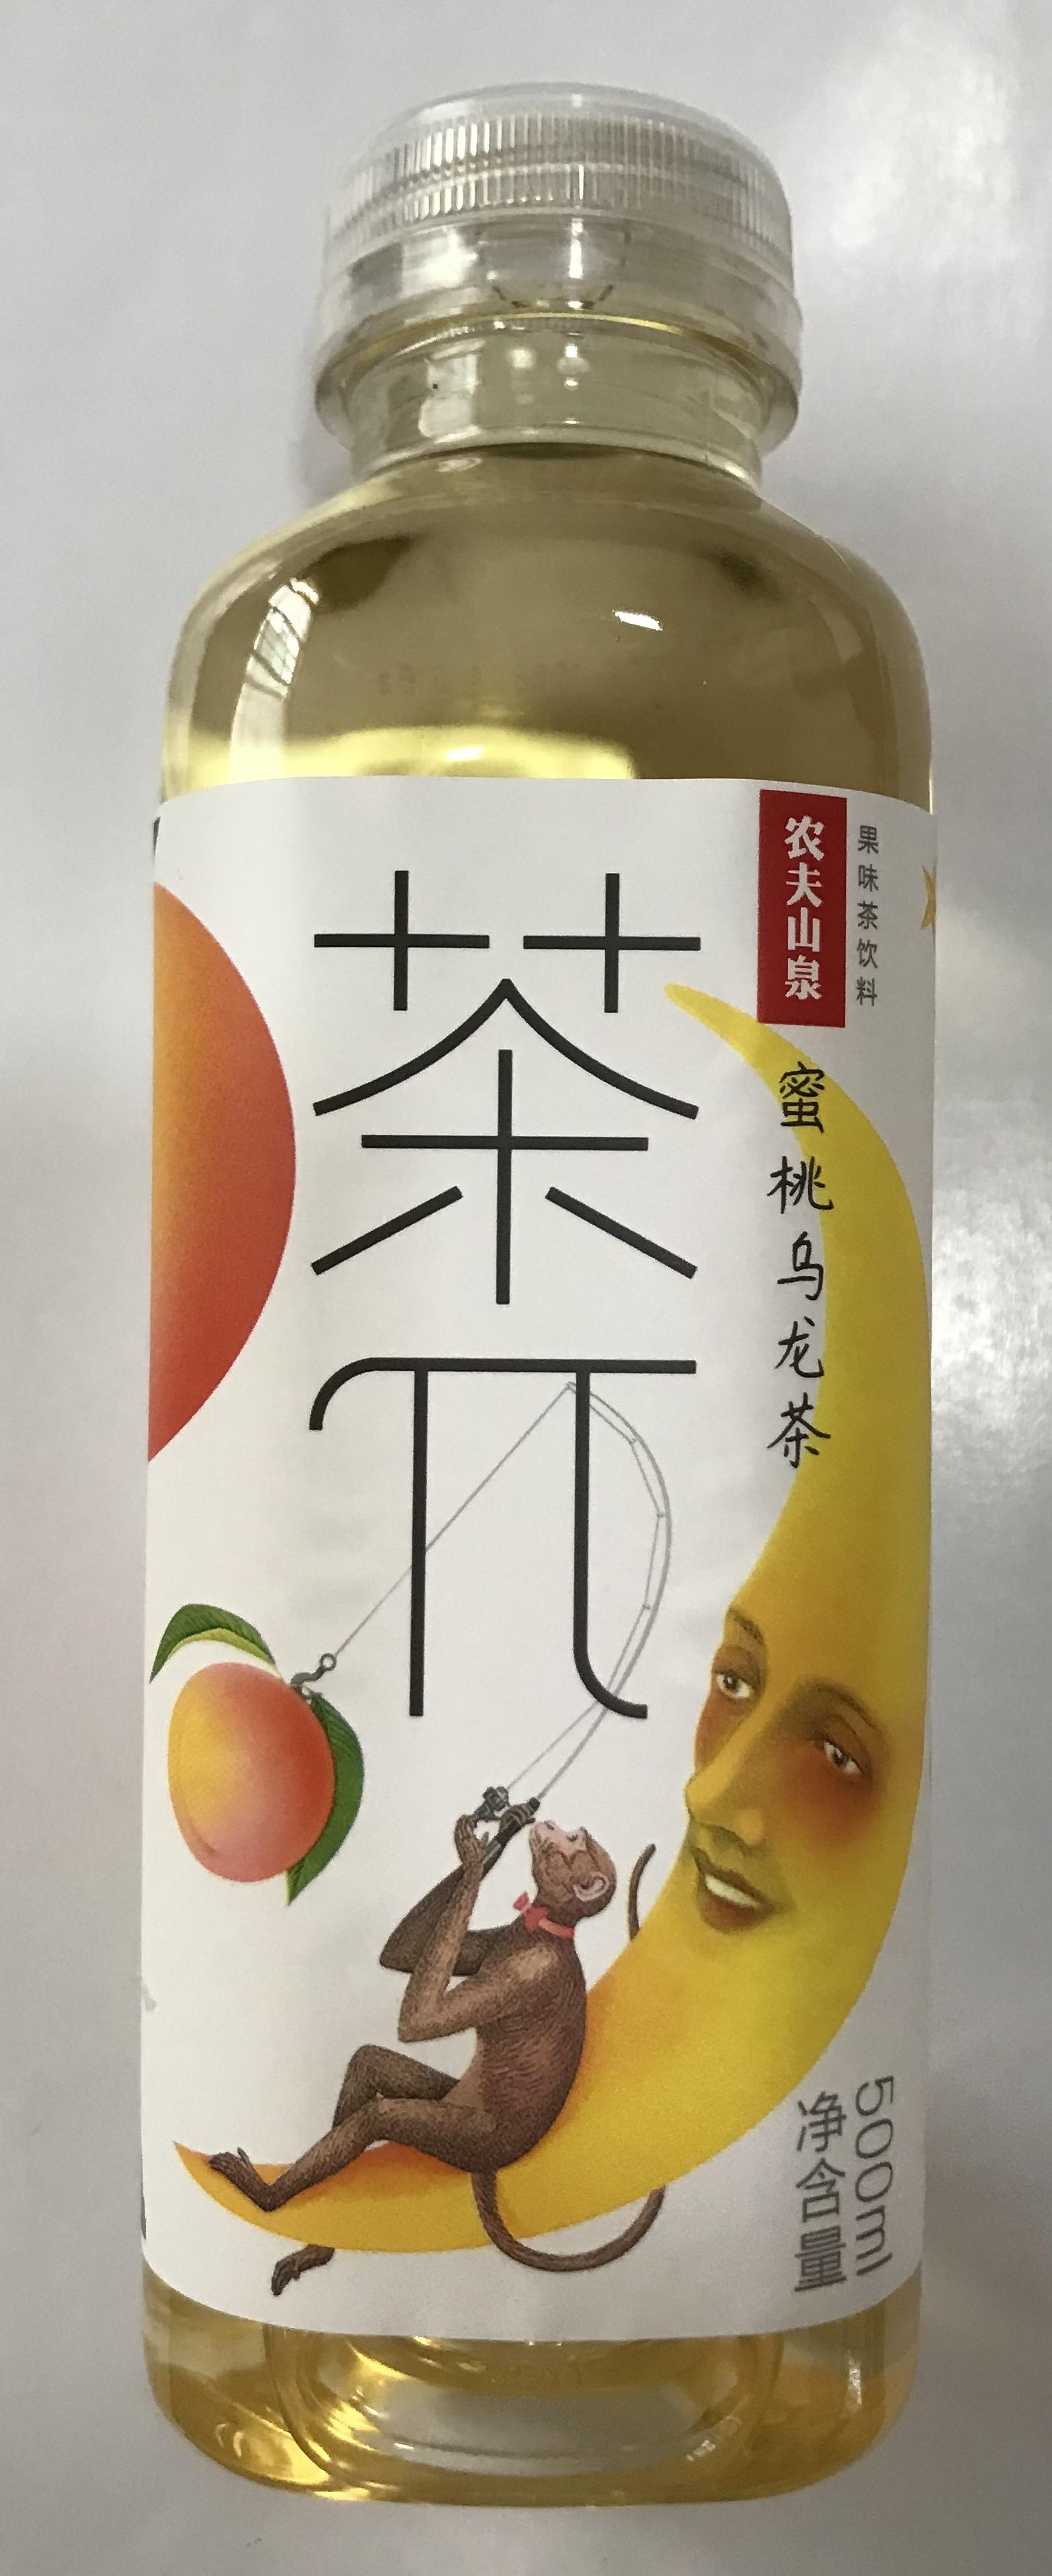 茶
π
农夫山泉
果味茶饮料
蜜桃乌龙茶
净含量
500ml